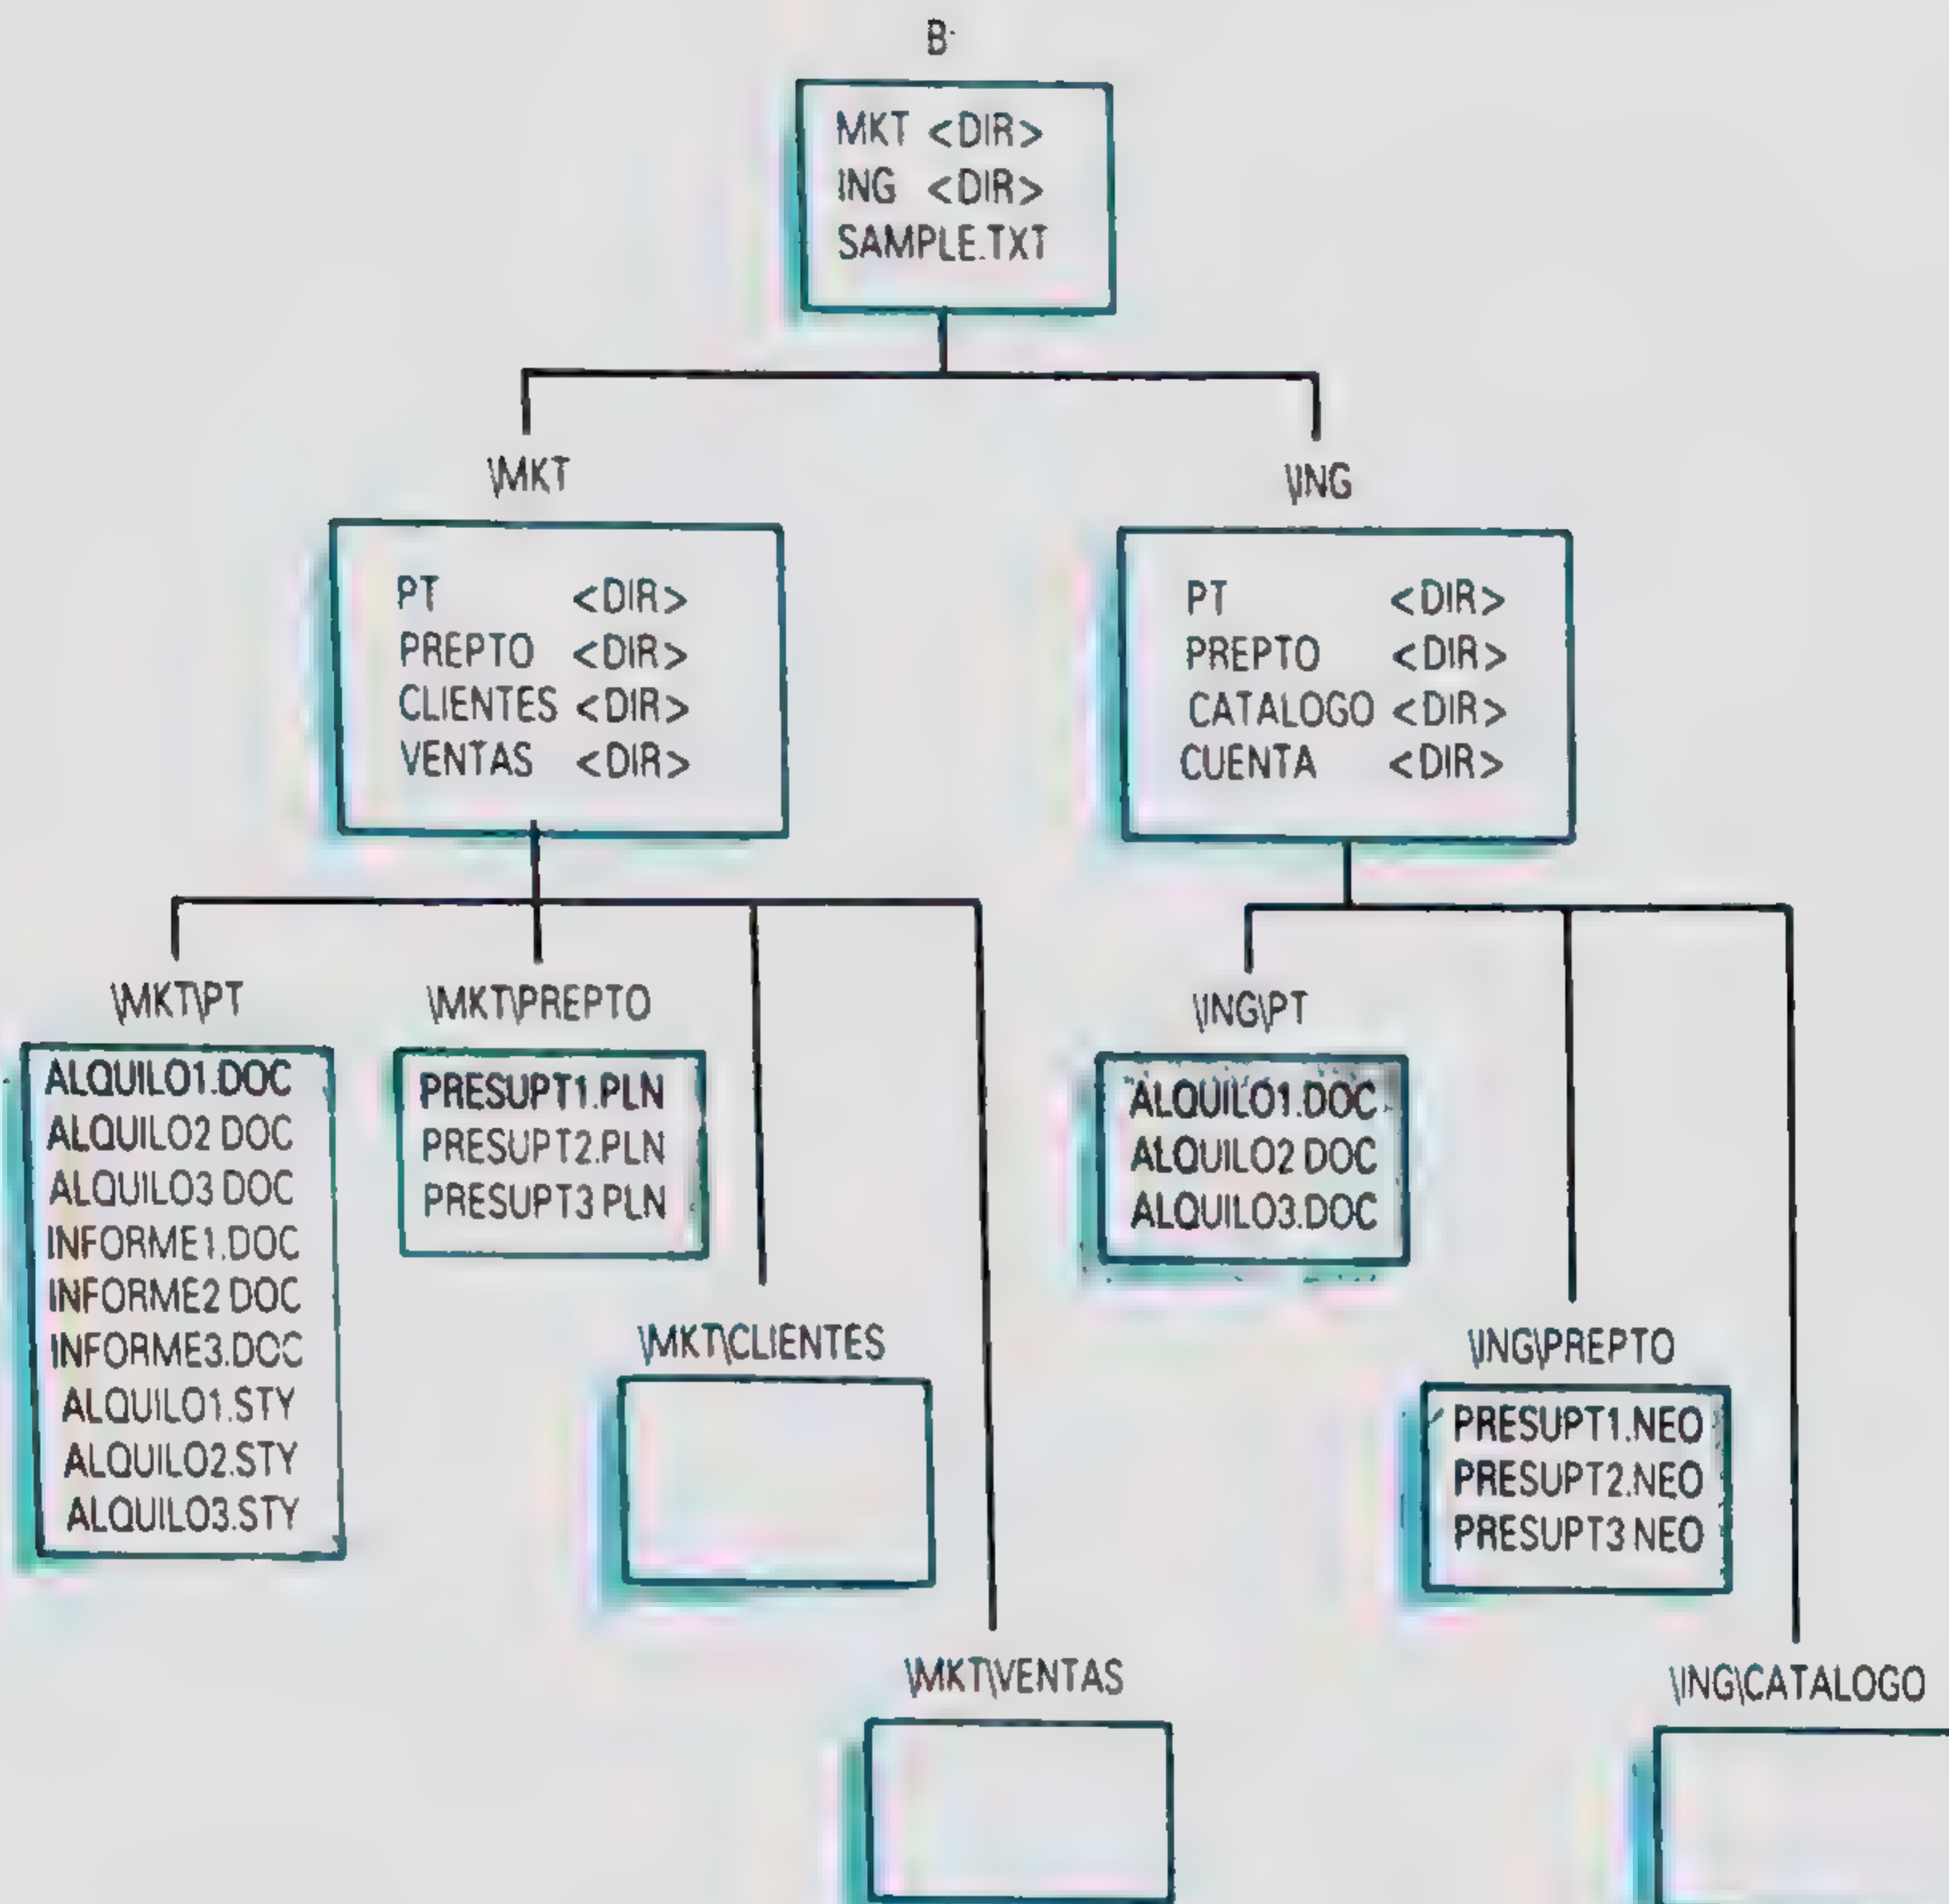 B:
MKT <DIR>
ING <DIR>
SAMPLE.TXT
\MKT
PT <DIR>
PREPTO <DIR>
CLIENTES <DIR>
VENTAS <DIR>
\ING
PT <DIR>
PREPTO <DIR>
CATALOGO <DIR>
CUENTA <DIR>
\MKT\PT
ALQUILO1.DOC
ALQUILO2 DOC
ALQUILO3 DOC
INFORME1.DOC
INFORME2 DOC
INFORME3.DOC
ALQUILO1.STY
ALQUILO2.STY
ALQUILO3.STY
\MKT\PREPTO
PRESUPT1.PLN
PRESUPT2.PLN
PRESUPT3 PLN
\MKT\CLIENTES
\MKT\VENTAS
\ING\PT
ALQUILO1.DOC
ALQUILO2 DOC
ALQUILO3.DOC
\ING\PREPTO
PRESUPT1.NEO
PRESUPT2.NEO
PRESUPT3 NEO
\ING\CATALOGO